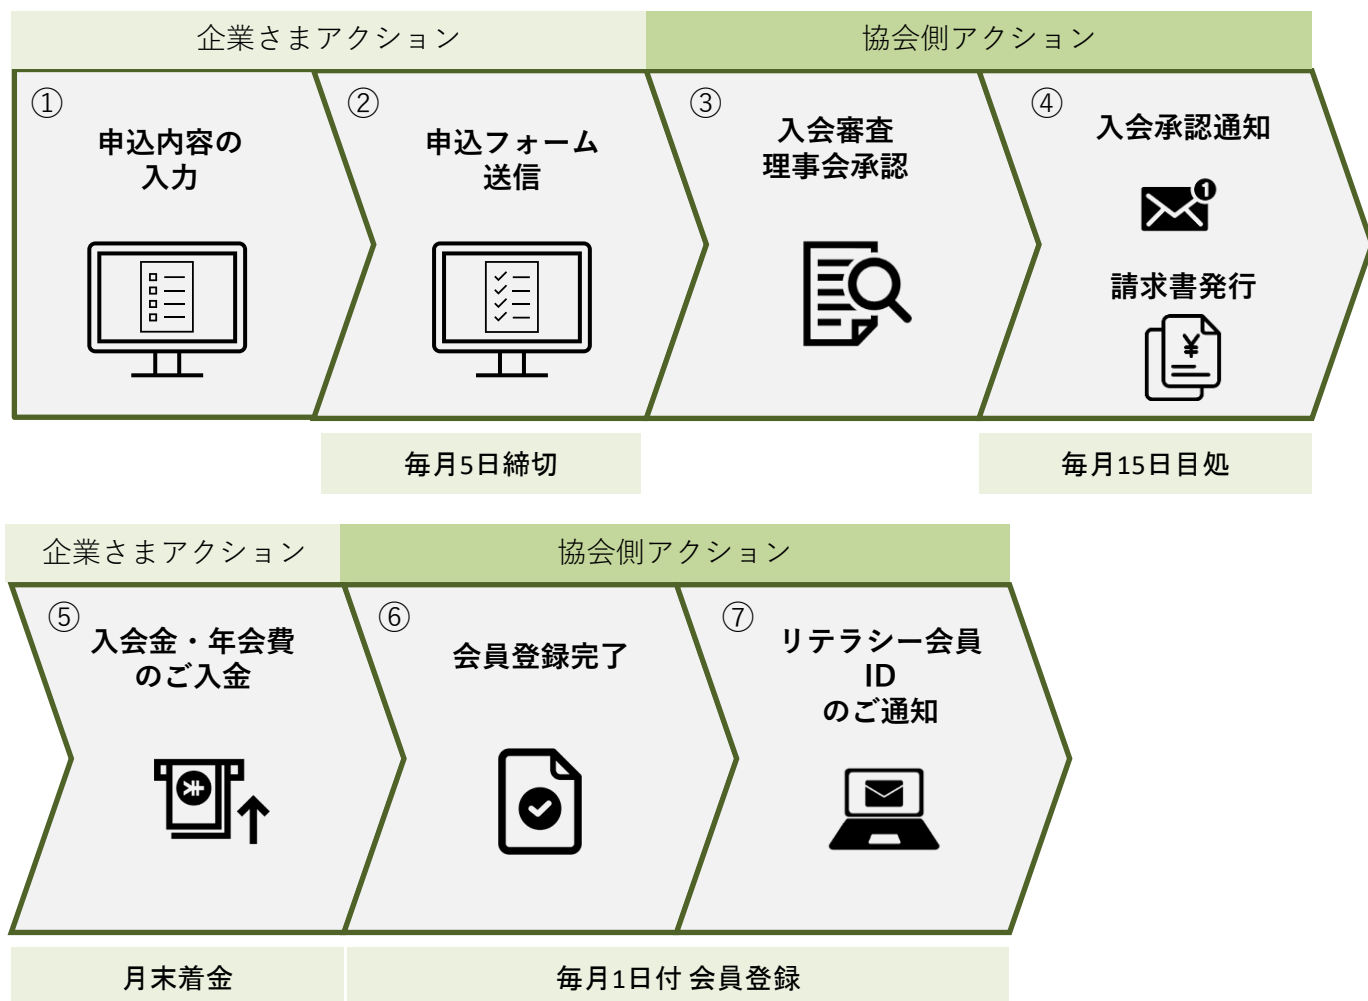 企業さまアクション
協会側アクション
①
申込内容の
入力
②
申込フォーム
送信
③
入会審査
理事会承認
④
入会承認通知
1
請求書発行
¥
毎月5日締切
毎月15日目処
企業さまアクション
協会側アクション
⑤
入会金・年会費
のご入金
¥
⑥
会員登録完了
⑦
リテラシー会員
ID
のご通知
月末着金
毎月1日付 会員登録